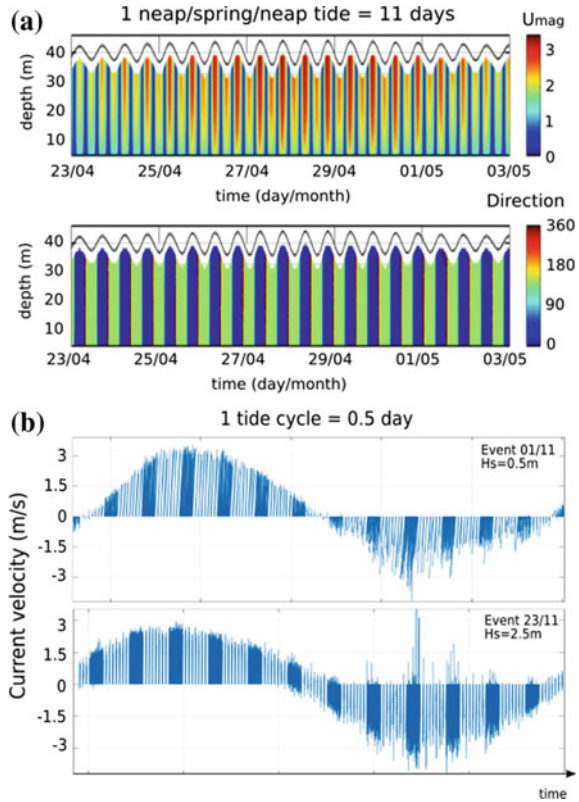 (a)
1 neap/spring/neap tide = 11 days
Umag
depth (m)
40
30
20
10
3
2
1
0
23/04 25/04 27/04 29/04 01/05 03/05
time (day/month)
Direction
depth (m)
40
30
20
10
360
180
90
0
23/04 25/04 27/04 29/04 01/05 03/05
time (day/month)
(b)
1 tide cycle = 0.5 day
Current velocity (m/s)
3
1.5
0
-1.5
-3
Event 01/11
Hs=0.5m
3
1.5
0
-1.5
-3
Event 23/11
Hs=2.5m
time